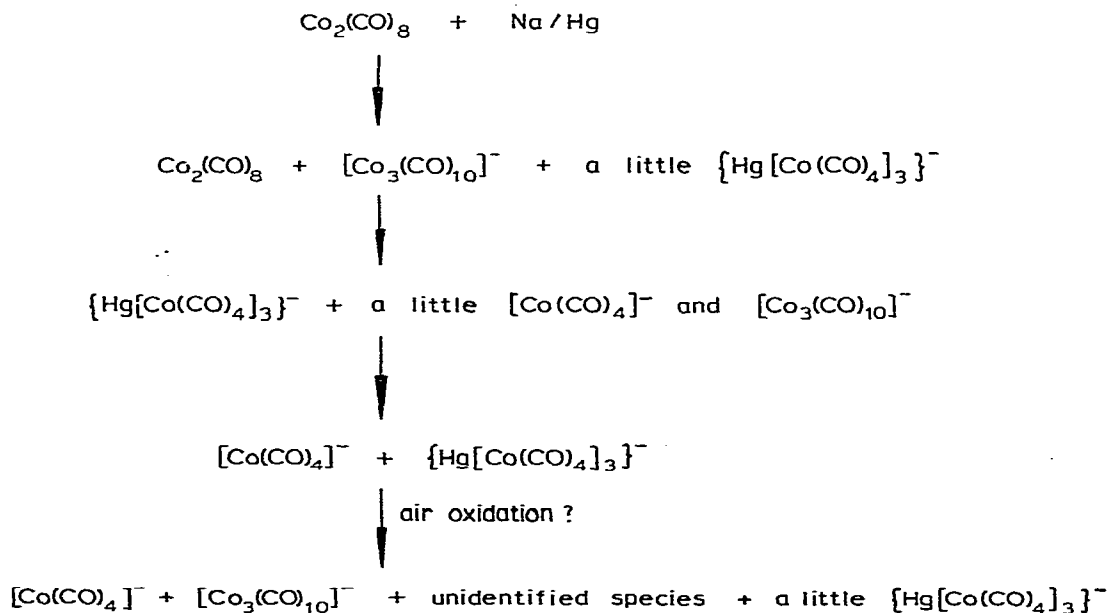 Co₂(CO)₈ + Na / Hg
Co₂(CO)₈ + [Co₃(CO)₁₀]⁻ + a little {Hg[Co(CO)₄]₃}⁻
{Hg[Co(CO)₄]₃}⁻ + a little [Co(CO)₄]⁻ and [Co₃(CO)₁₀]⁻
[Co(CO)₄]⁻ + {Hg[Co(CO)₄]₃}⁻
air oxidation ?
[Co(CO)₄]⁻ + [Co₃(CO)₁₀]⁻ + unidentified species + a little {Hg[Co(CO)₄]₃}⁻